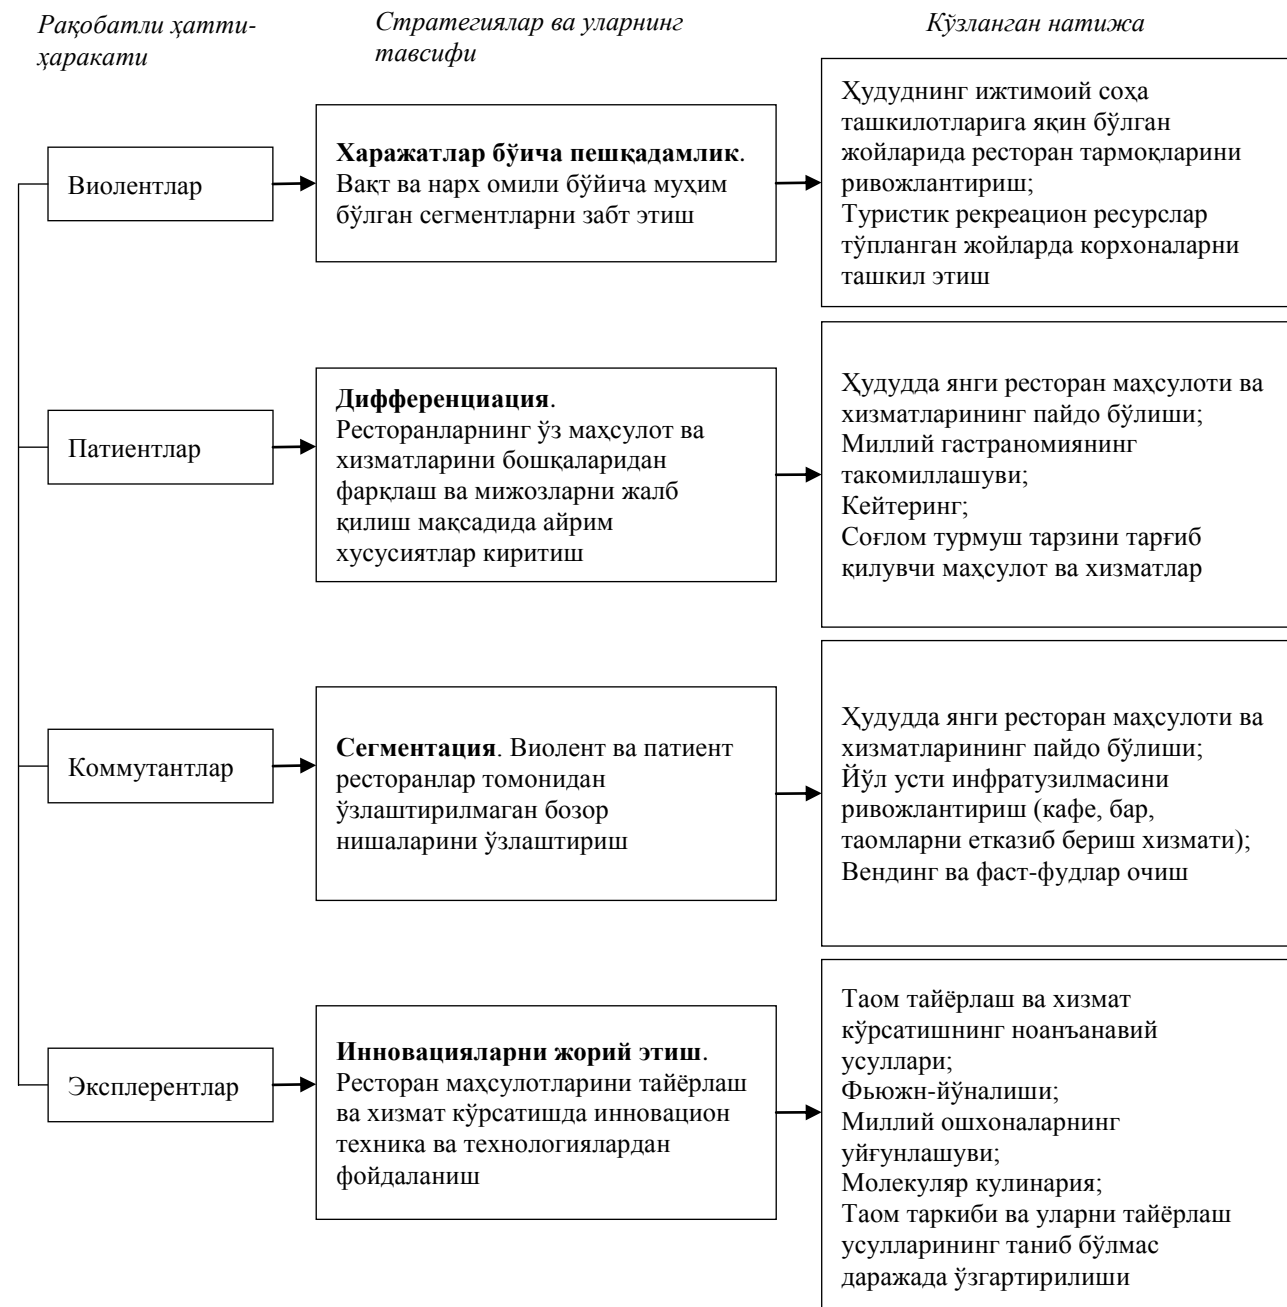 Рақобатли ҳатти-
ҳаракати
Стратегиялар ва уларнинг
тавсифи
Кўзланган натижа
Виолентлар
Харажатлар бўича пешқадамлик.
Вақт ва нарх омили бўйича муҳим
бўлган сегментларни забт этиш
Ҳудуднинг ижтимоий соҳа
ташкилотларига яқин бўлган
жойларида ресторан тармоқларини
ривожлантириш;
Туристик рекреацион ресурслар
тўпланган жойларда корхоналарни
ташкил этиш
Патиентлар
Дифференциация.
Ресторанларнинг ўз маҳсулот ва
хизматларини бошқаларидан
фарқлаш ва мижозларни жалб
қилиш мақсадида айрим
хусусиятлар киритиш
Ҳудудда янги ресторан маҳсулоти ва
хизматларининг пайдо бўлиши;
Миллий гастраномиянинг
такомиллашуви;
Кейтеринг;
Соғлом турмуш тарзини тарғиб
қилувчи маҳсулот ва хизматлар
Коммутантлар
Сегментация. Виолент ва патиент
ресторанлар томонидан
ўзлаштирилмаган бозор
нишаларини ўзлаштириш
Ҳудудда янги ресторан маҳсулоти ва
хизматларининг пайдо бўлиши;
Йўл усти инфратузилмасини
ривожлантириш (кафе, бар,
таомларни етказиб бериш хизмати);
Вендинг ва фаст-фудлар очиш
Эксплерентлар
Инновацияларни жорий этиш.
Ресторан маҳсулотларини тайёрлаш
ва хизмат кўрсатишда инновацион
техника ва технологиялардан
фойдаланиш
Таом тайёрлаш ва хизмат
кўрсатишнинг ноанъанавий
усуллари;
Фьюжн-йўналиши;
Миллий ошхоналарнинг
уйғунлашуви;
Молекуляр кулинария;
Таом таркиби ва уларни тайёрлаш
усулларининг таниб бўлмас
даражада ўзгартирилиши